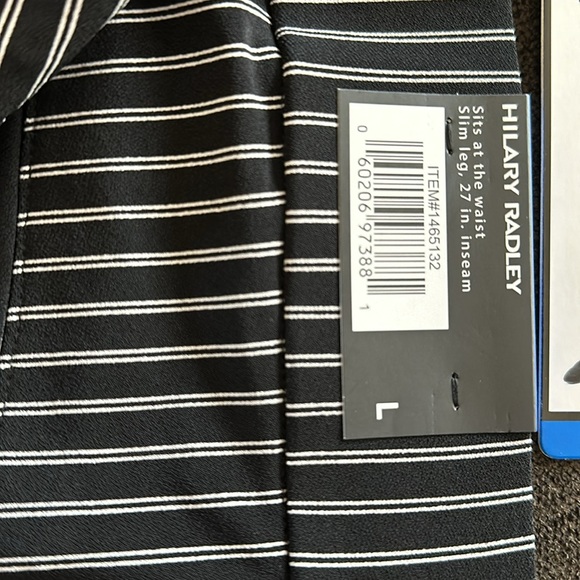 HILARY RADLEY
Sits at the waist
Slim leg, 27 in. inseam
ITEM#1465132
0 60206 97388 1
L